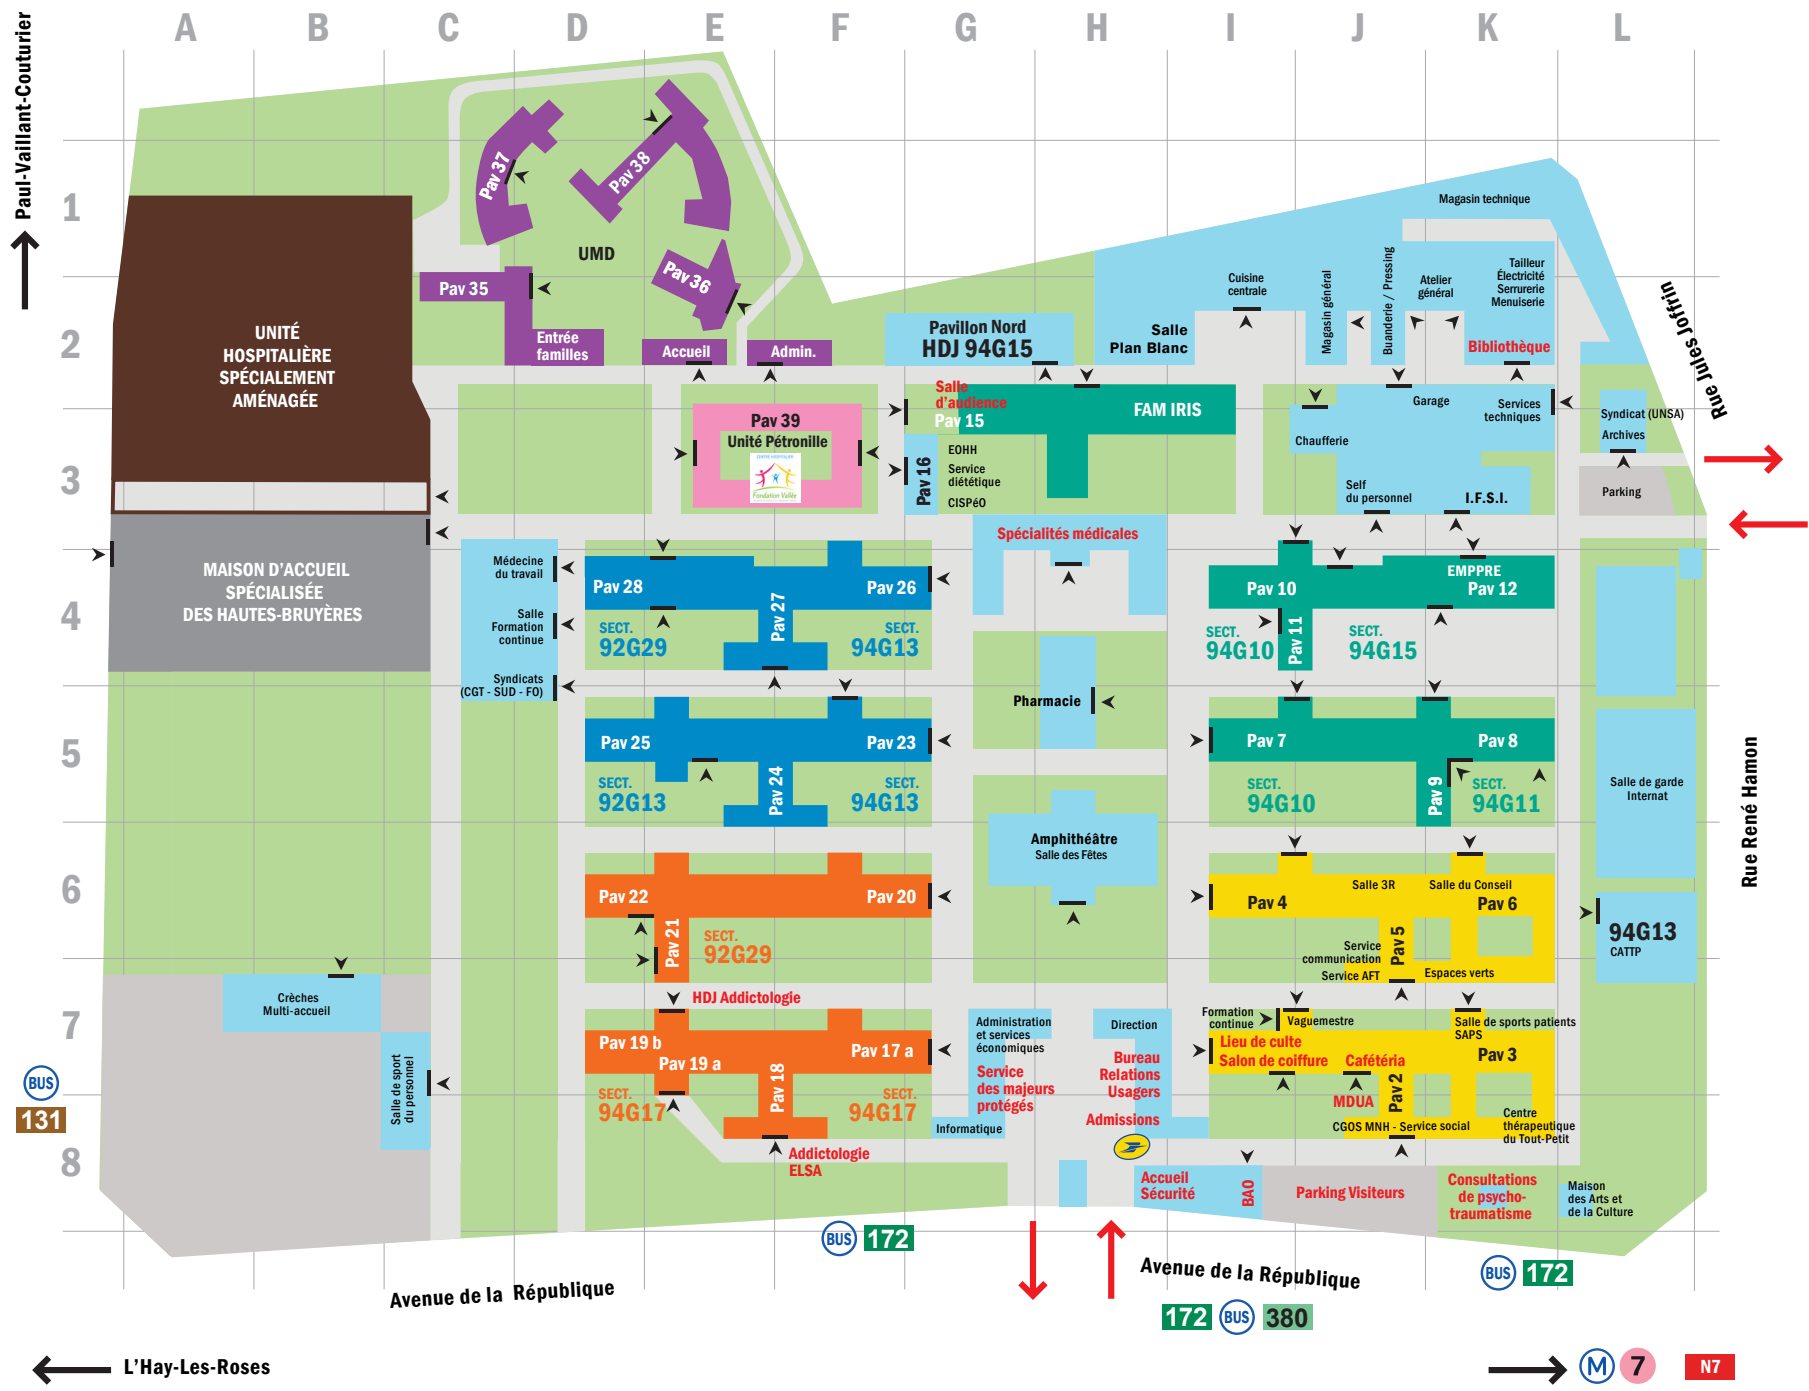 A B C D E F G H I J K L
1
2
3
4
5
6
7
8
Paul-Vaillant-Couturier
UNITÉ
HOSPITALIÈRE
SPÉCIALEMENT
AMÉNAGÉE
Pav 37
Pav 38
UMD
Pav 36
Pav 35
Entrée
familles
Accueil
Admin.
Pavillon Nord
HDJ 94G15
Salle
Plan Blanc
Cuisine
centrale
Magasin général
Buanderie / Pressing
Atelier
général
Magasin technique
Tailleur
Électricité
Serrurerie
Menuiserie
Bibliothèque
Rue Jules Joffrin
Pav 39
Unité Pétronille
CENTRE HOSPITALIER
Fondation Vallée
Salle
d'audience
Pav 15
FAM IRIS
Pav 16
EOHH
Service
diététique
CISPéO
Garage
Services
techniques
Chaufferie
Self
du personnel
I.F.S.I.
Syndicat (UNSA)
Archives
Parking
MAISON D'ACCUEIL
SPÉCIALISÉE
DES HAUTES-BRUYÈRES
Médecine
du travail
Salle
Formation
continue
Syndicats
(CGT - SUD - FO)
Pav 28
Pav 27
Pav 26
SECT.
92G29
SECT.
94G13
Spécialités médicales
Pharmacie
Pav 10
Pav 11
EMPPRE
Pav 12
SECT.
94G10
SECT.
94G15
Pav 25
Pav 24
Pav 23
SECT.
92G13
SECT.
94G13
Pav 7
Pav 8
Pav 9
SECT.
94G10
SECT.
94G11
Salle de garde
Internat
Rue René Hamon
Amphithéâtre
Salle des Fêtes
Pav 22
Pav 21
Pav 20
SECT.
92G29
Pav 4
Salle 3R
Salle du Conseil
Pav 6
Pav 5
Service
communication
Service AFT
Espaces verts
94G13
CATTP
Crèches
Multi-accueil
Salle de sport
du personnel
HDJ Addictologie
Pav 19 b
Pav 19 a
Pav 18
Pav 17 a
SECT.
94G17
SECT.
94G17
Addictologie
ELSA
Administration
et services
économiques
Service
des majeurs
protégés
Informatique
Direction
Bureau
Relations
Usagers
Admissions
Formation
continue
Vaguemestre
Lieu de culte
Salon de coiffure
Cafétéria
MDUA
Pav 2
Salle de sports patients
SAPS
Pav 3
CGOS MNH - Service social
Centre
thérapeutique
du Tout-Petit
Accueil
Sécurité
BAO
Parking Visiteurs
Consultations
de psycho-
traumatisme
Maison
des Arts et
de la Culture
BUS
131
BUS 172
BUS 172
172 BUS 380
Avenue de la République
Avenue de la République
L'Hay-Les-Roses
M 7 N7